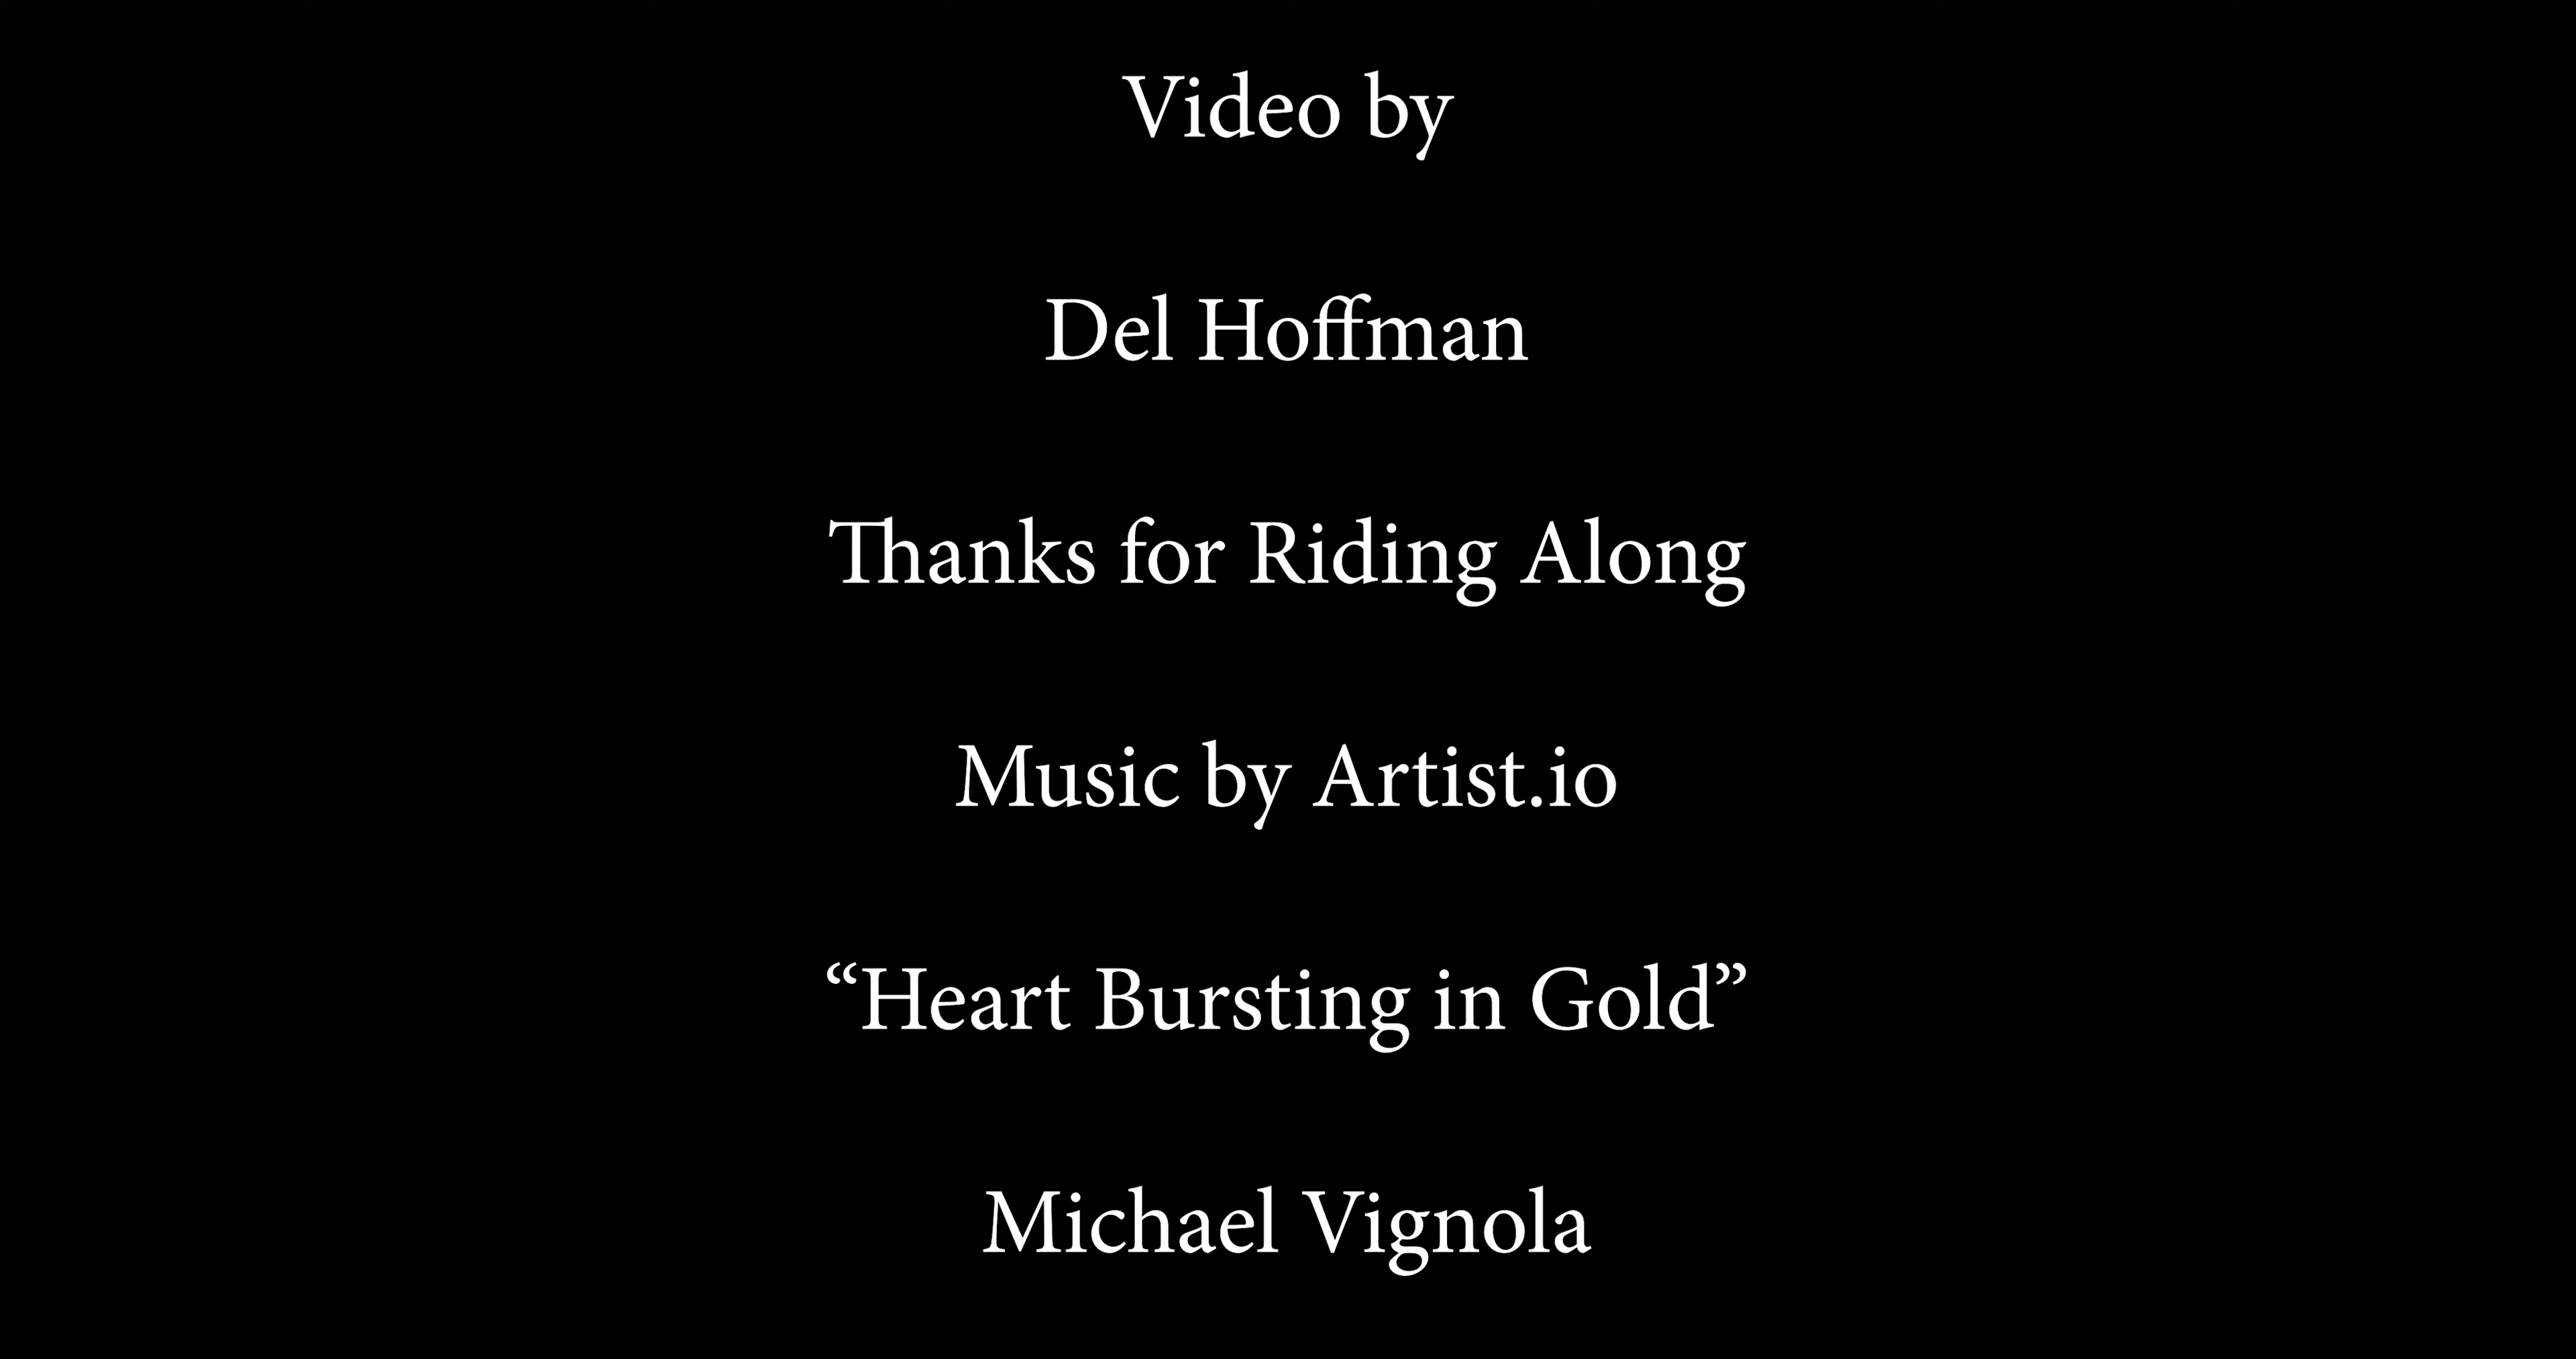 Video by
Del Hoffman
Thanks for Riding Along
Music by Artist.io
“Heart Bursting in Gold”
Michael Vignola